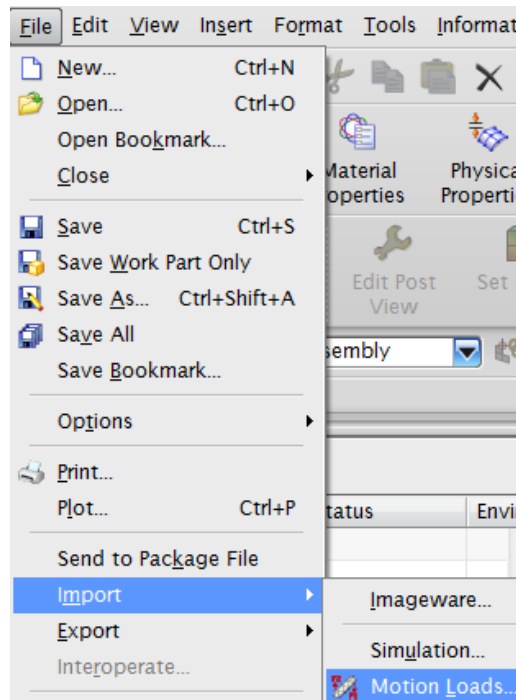 File Edit View Insert Format Tools Informat
New... Ctrl+N
Open... Ctrl+O
Open Bookmark...
Close
Material Properties
Physica
Properti
Save Ctrl+S
Save Work Part Only
Save As... Ctrl+Shift+A
Save All
Save Bookmark...
Edit Post View
Set
sembly
Options
Print...
Plot... Ctrl+P
tatus Envi
Send to Package File
Import
Export
Interoperate...
Imageware...
Simulation...
Motion Loads...